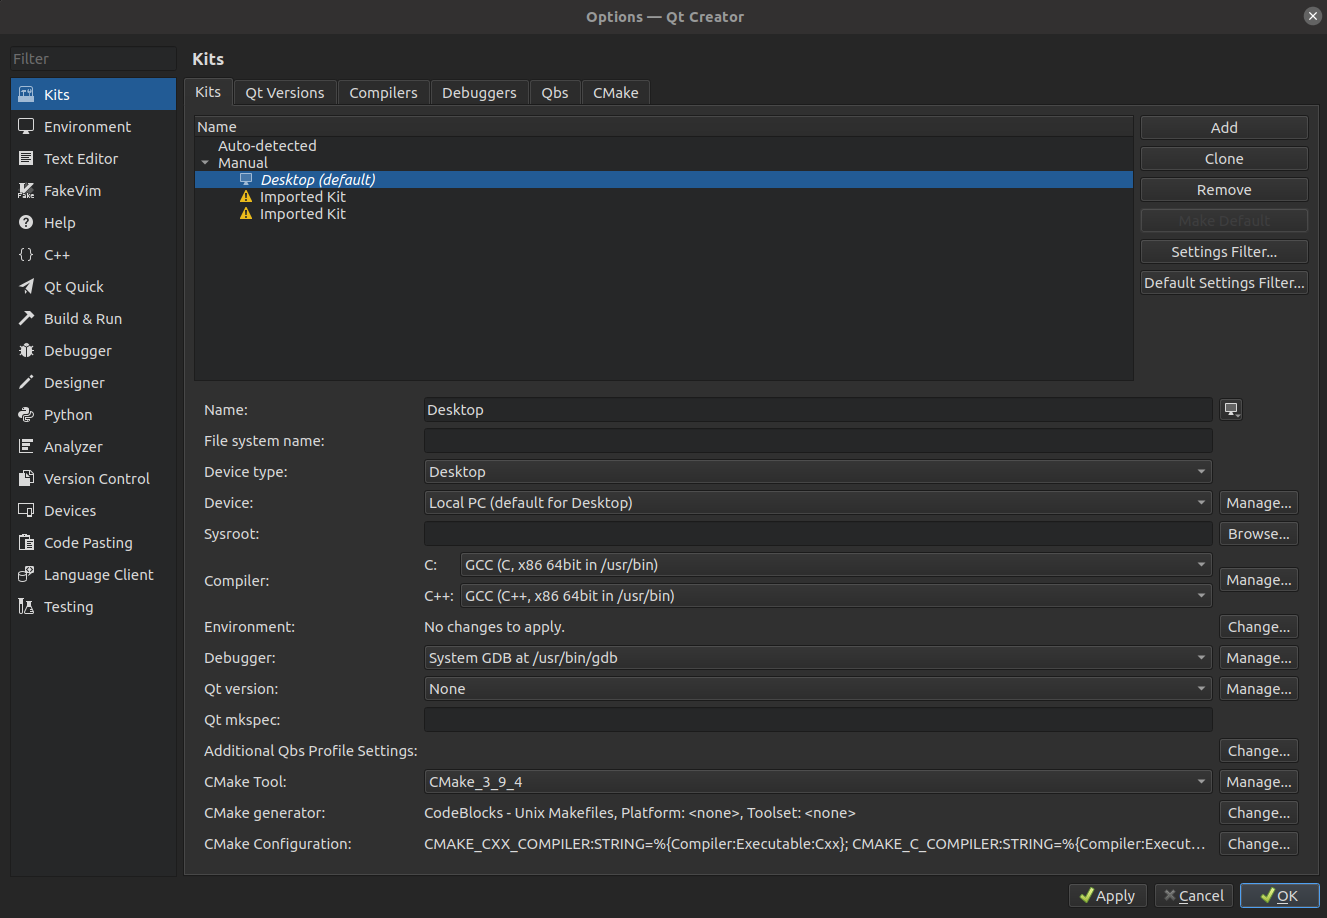 Options — Qt Creator
Filter
Kits
Environment
Text Editor
FakeVim
Fake
Help
C++
Qt Quick
Build & Run
Debugger
Designer
Python
Analyzer
Version Control
Devices
Code Pasting
Language Client
Testing
Kits
Kits Qt Versions Compilers Debuggers Qbs CMake
Name
Auto-detected
Manual
Desktop (default)
Imported Kit
Imported Kit
Add
Clone
Remove
Make Default
Settings Filter...
Default Settings Filter...
Name: Desktop
File system name:
Device type: Desktop
Device: Local PC (default for Desktop) Manage...
Sysroot: Browse...
Compiler: C: GCC (C, x86 64bit in /usr/bin) Manage...
C++: GCC (C++, x86 64bit in /usr/bin)
Environment: No changes to apply. Change...
Debugger: System GDB at /usr/bin/gdb Manage...
Qt version: None Manage...
Qt mkspec:
Additional Qbs Profile Settings: Change...
CMake Tool: CMake_3_9_4 Manage...
CMake generator: CodeBlocks - Unix Makefiles, Platform: <none>, Toolset: <none> Change...
CMake Configuration: CMAKE_CXX_COMPILER:STRING=%{Compiler:Executable:Cxx}; CMAKE_C_COMPILER:STRING=%{Compiler:Execut... Change...
Apply Cancel OK